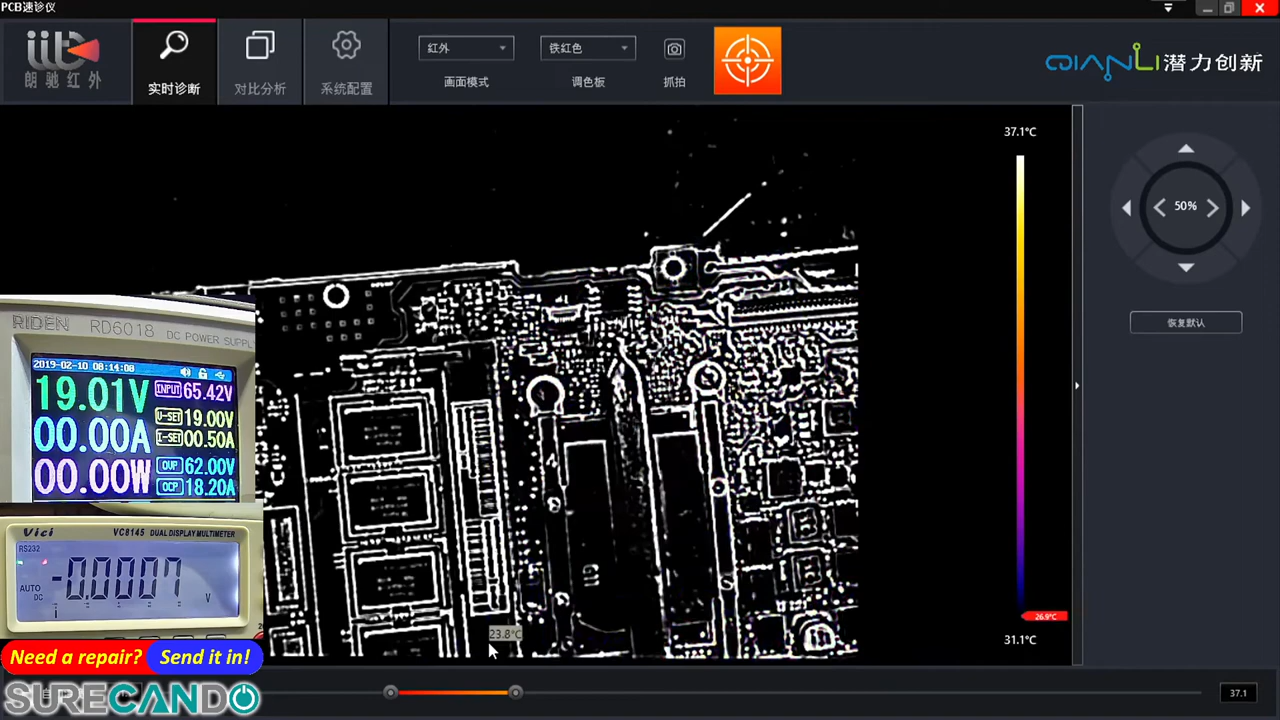 PCB速诊仪
iit
朗驰红外
实时诊断
对比分析
系统配置
红外
画面模式
铁红色
调色板
抓拍
QIANLI潜力创新
37.1°C
50%
恢复默认
26.9°C
31.1°C
23.8°C
37.1
RIDEN RD6018 DC POWER SUPPLY
2019-02-10 08:14:08
19.01V INPUT 65.42V
V-SET 19.00V
00.00A I-SET 00.50A
00.00W OVP 62.00V
OCP 18.20A
Vici VC8145 DUAL DISPLAY MULTIMETER
RS232
AUTO
DC
-0.0007 V
Need a repair? Send it in!
SURECANDO